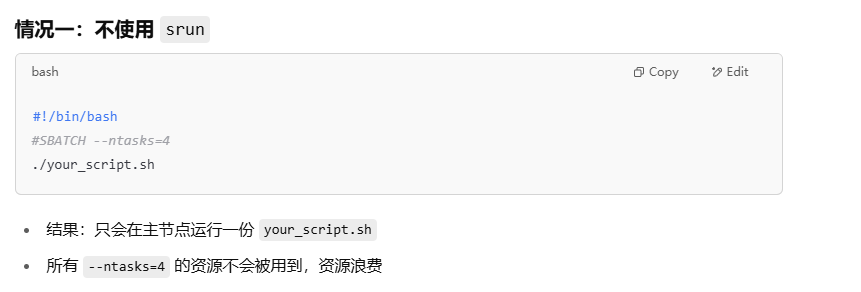 情况一：不使用 srun
bash
Copy
Edit
#!/bin/bash
#SBATCH --ntasks=4
./your_script.sh
结果：只会在主节点运行一份 your_script.sh
所有 --ntasks=4 的资源不会被用到，资源浪费